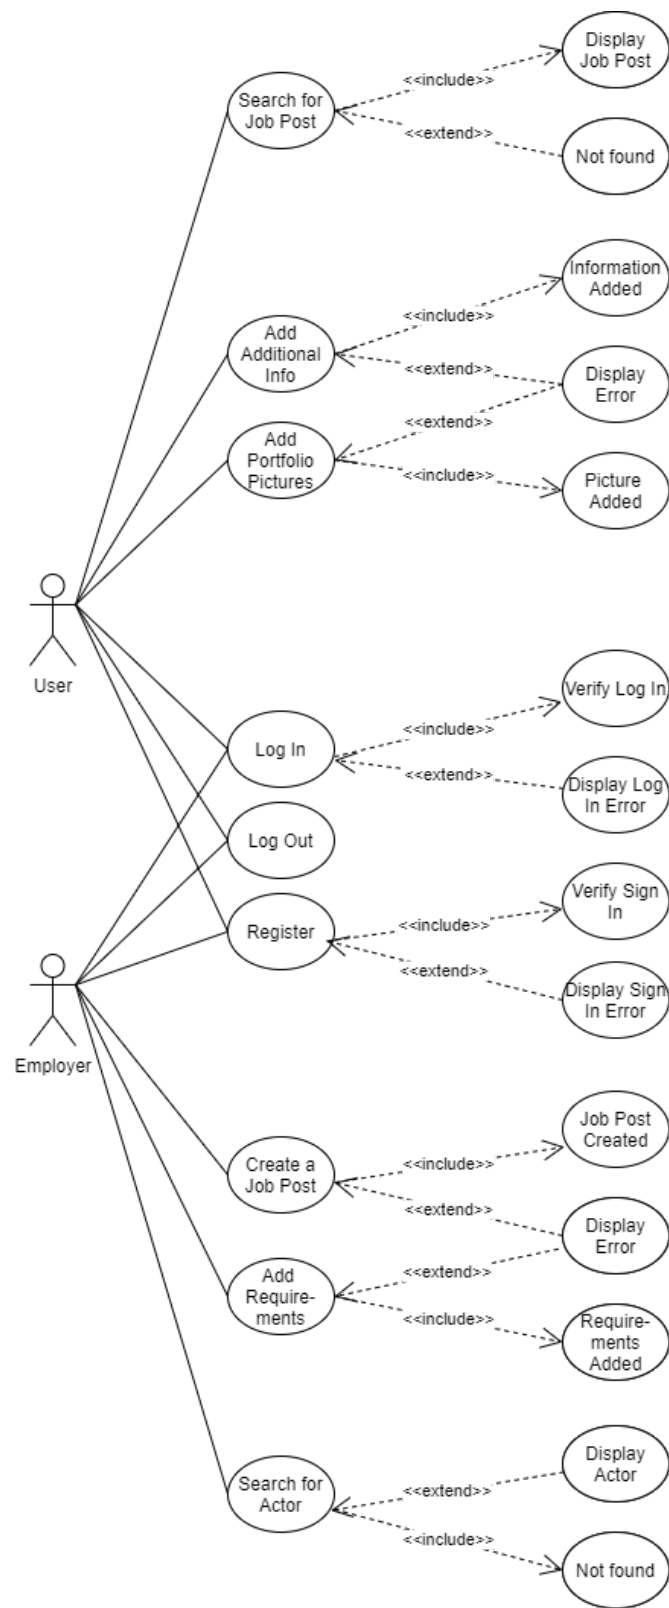 Display
Job Post
<<include>>
Search for
Job Post
<<extend>>
Not found
Information
Added
<<include>>
Add
Additional
Info
<<extend>>
Display
Error
<<extend>>
Add
Portfolio
Pictures
<<include>>
Picture
Added
User
Verify Log In
<<include>>
Log In
<<extend>>
Display Log
In Error
Log Out
Verify Sign
In
<<include>>
Register
<<extend>>
Display Sign
In Error
Employer
Job Post
Created
<<include>>
Create a
Job Post
<<extend>>
Display
Error
<<extend>>
Add
Require-
ments
<<include>>
Require-
ments
Added
Display
Actor
<<extend>>
Search for
Actor
<<include>>
Not found